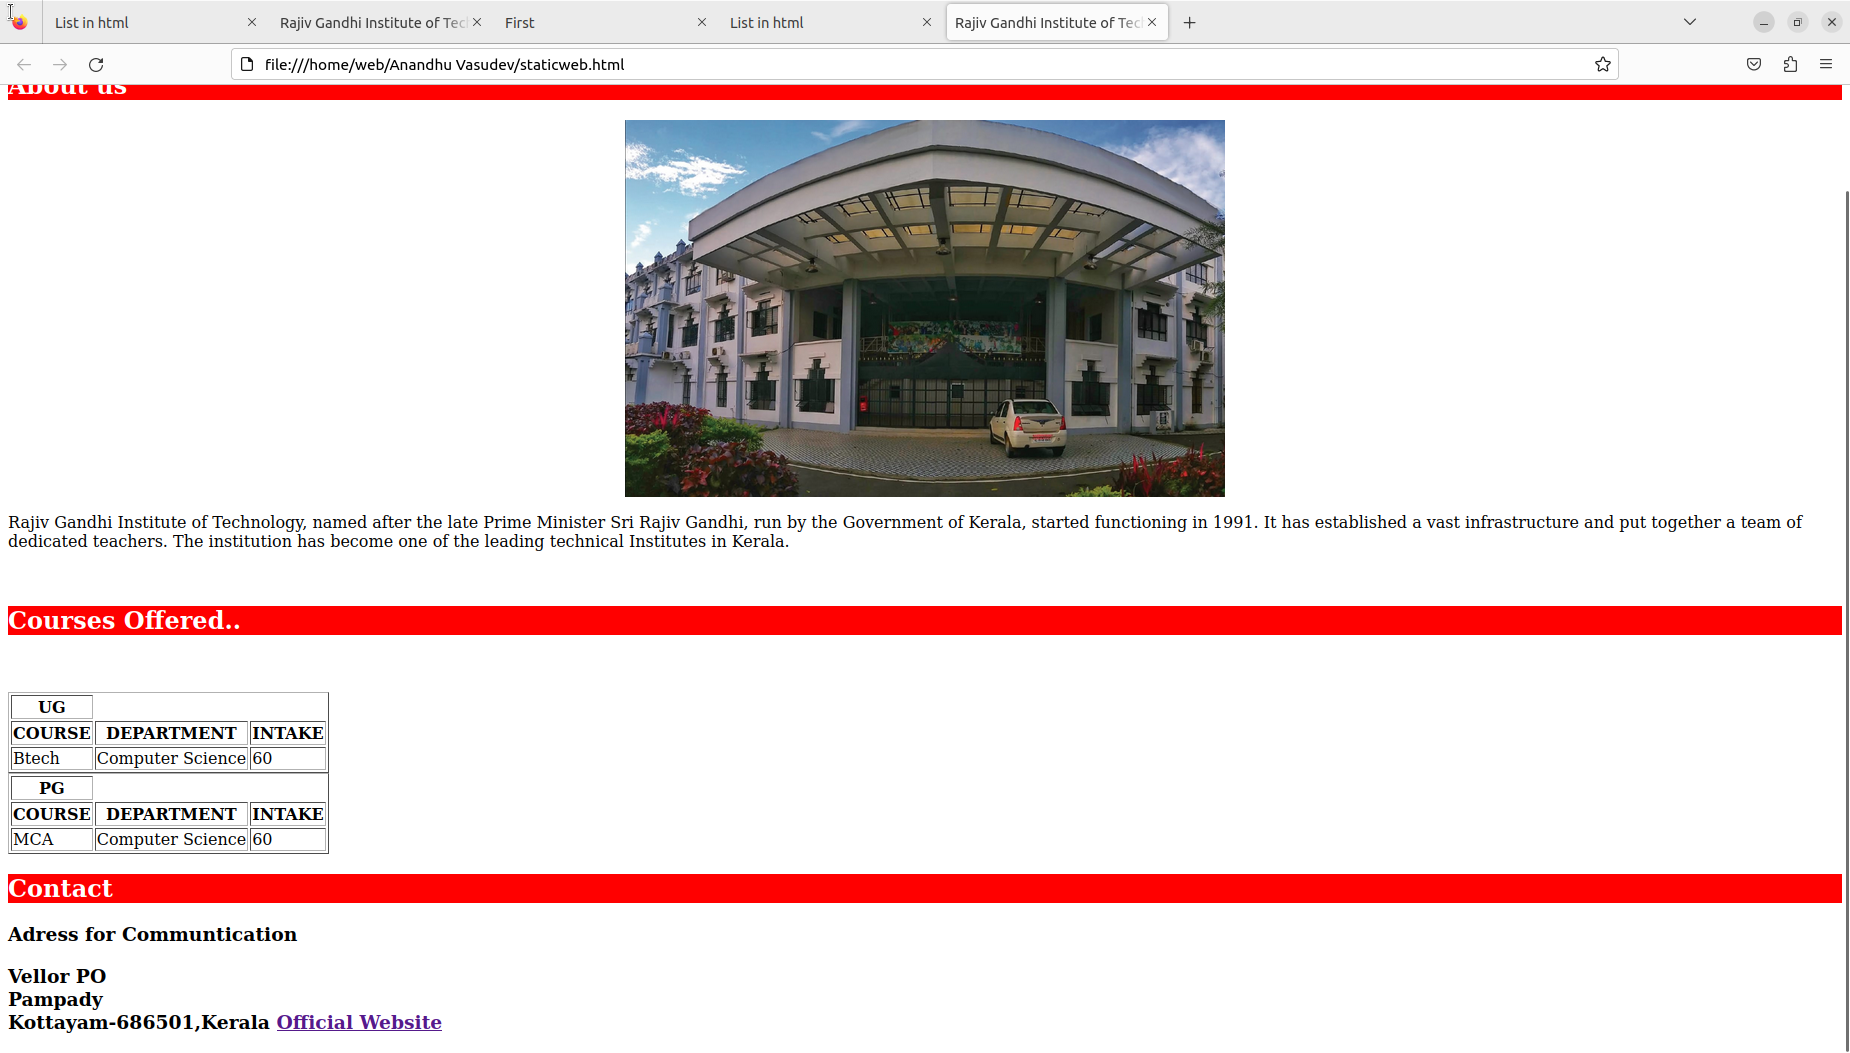 List in html
Rajiv Gandhi Institute of Tec
First
List in html
Rajiv Gandhi Institute of Tec
file:///home/web/Anandhu Vasudev/staticweb.html
About us
Rajiv Gandhi Institute of Technology, named after the late Prime Minister Sri Rajiv Gandhi, run by the Government of Kerala, started functioning in 1991. It has established a vast infrastructure and put together a team of
dedicated teachers. The institution has become one of the leading technical Institutes in Kerala.
Courses Offered..
UG
COURSE DEPARTMENT INTAKE
Btech Computer Science 60
PG
COURSE DEPARTMENT INTAKE
MCA Computer Science 60
Contact
Adress for Communtication
Vellor PO
Pampady
Kottayam-686501,Kerala Official Website